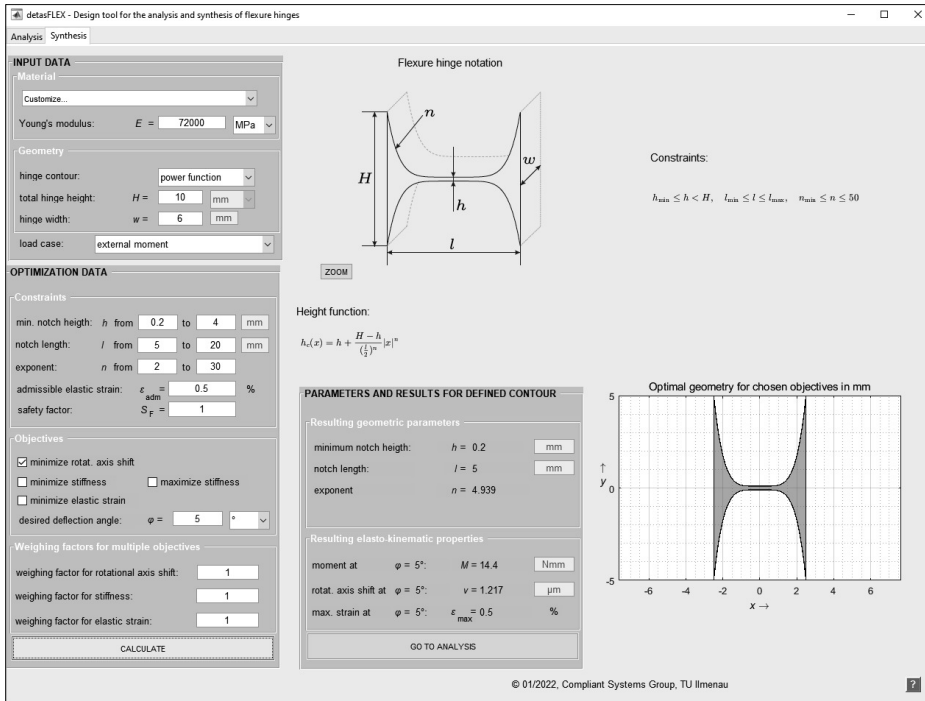 detasFLEX - Design tool for the analysis and synthesis of flexure hinges
Analysis Synthesis
INPUT DATA
Material
Customize...
Young's modulus: E = 72000 MPa
Geometry
hinge contour: power function
total hinge height: H = 10 mm
hinge width: w = 6 mm
load case: external moment
OPTIMIZATION DATA
Constraints
min. notch heigth: h from 0.2 to 4 mm
notch length: l from 5 to 20 mm
exponent: n from 2 to 30
admissible elastic strain: ε adm = 0.5 %
safety factor: S F = 1
Objectives
minimize rotat. axis shift
minimize stiffness maximize stiffness
minimize elastic strain
desired deflection angle: φ = 5 °
Weighing factors for multiple objectives
weighing factor for rotational axis shift: 1
weighing factor for stiffness: 1
weighing factor for elastic strain: 1
CALCULATE
Flexure hinge notation
n
w
H
h
l
ZOOM
Constraints:
h_min ≤ h < H, l_min ≤ l ≤ l_max, n_min ≤ n ≤ 50
Height function:
h_c(x) = h + (H − h)/(l/2)^n |x|^n
PARAMETERS AND RESULTS FOR DEFINED CONTOUR
Resulting geometric parameters
minimum notch heigth: h = 0.2 mm
notch length: l = 5 mm
exponent n = 4.939
Resulting elasto-kinematic properties
moment at φ = 5°: M = 14.4 Nmm
rotat. axis shift at φ = 5°: v = 1.217 µm
max. strain at φ = 5°: ε max = 0.5 %
GO TO ANALYSIS
Optimal geometry for chosen objectives in mm
5
0
-5
y →
-6 -4 -2 0 2 4 6
x →
© 01/2022, Compliant Systems Group, TU Ilmenau
?